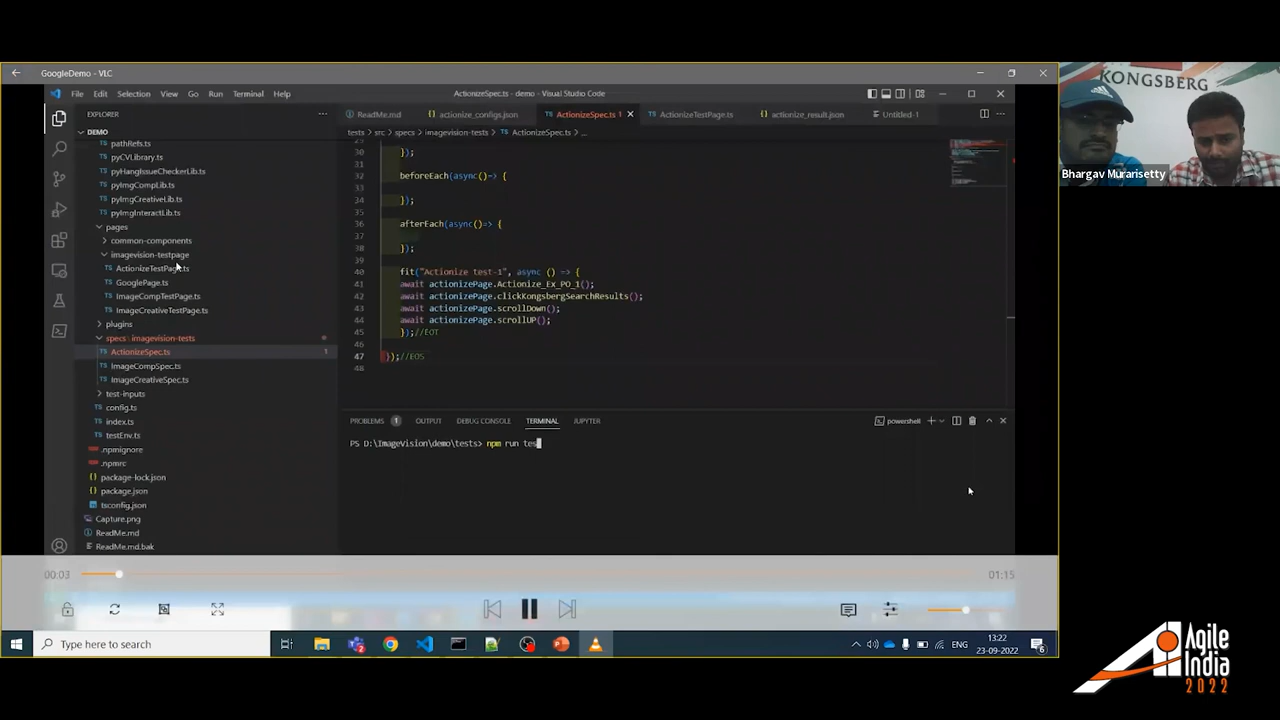 GoogleDemo - VLC
File Edit Selection View Go Run Terminal Help
ActionizeSpec.ts - demo - Visual Studio Code
EXPLORER
DEMO
pathRefs.ts
pyCVLibrary.ts
pyHangIssueCheckerLib.ts
pyImgCompLib.ts
pyImgCreativeLib.ts
pyImgInteractLib.ts
pages
common-components
imagevision-testpage
ActionizeTestPage.ts
GooglePage.ts
ImageCompTestPage.ts
ImageCreativeTestPage.ts
plugins
specs \ imagevision-tests
ActionizeSpec.ts 1
ImageCompSpec.ts
ImageCreativeSpec.ts
test-inputs
config.ts
index.ts
testEnv.ts
.npmignore
.npmrc
package-lock.json
package.json
tsconfig.json
Capture.png
ReadMe.md
ReadMe.md.bak
ReadMe.md
actionize_configs.json
ActionizeSpec.ts 1
ActionizeTestPage.ts
actionize_result.json
Untitled-1
tests > src > specs > imagevision-tests > ActionizeSpec.ts > ...
30 });
31
32 beforeEach(async()=> {
33
34 });
35
36 afterEach(async()=> {
37
38 });
39
40 fit("Actionize test-1", async () => {
41 await actionizePage.Actionize_Ex_PO_1();
42 await actionizePage.clickKongsbergSearchResults();
43 await actionizePage.scrollDown();
44 await actionizePage.scrollUP();
45 });//EOT
46
47 });//EOS
48
PROBLEMS 1 OUTPUT DEBUG CONSOLE TERMINAL JUPYTER
powershell
PS D:\ImageVision\demo\tests> npm run tes
00:03
01:15
Type here to search
ENG
13:22
23-09-2022
6
KONGSBERG
Bhargav Murarisetty
Agile
India
2022